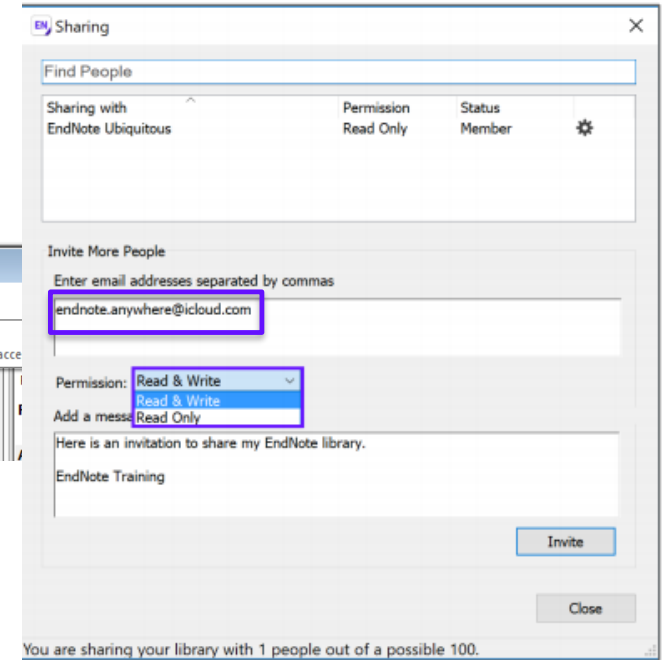 EN Sharing
Find People
Sharing with Permission Status
EndNote Ubiquitous Read Only Member
Invite More People
Enter email addresses separated by commas
endnote.anywhere@icloud.com
acce
Permission: Read & Write
Read & Write
Add a messa Read Only
Here is an invitation to share my EndNote library.
EndNote Training
Invite
Close
You are sharing your library with 1 people out of a possible 100.